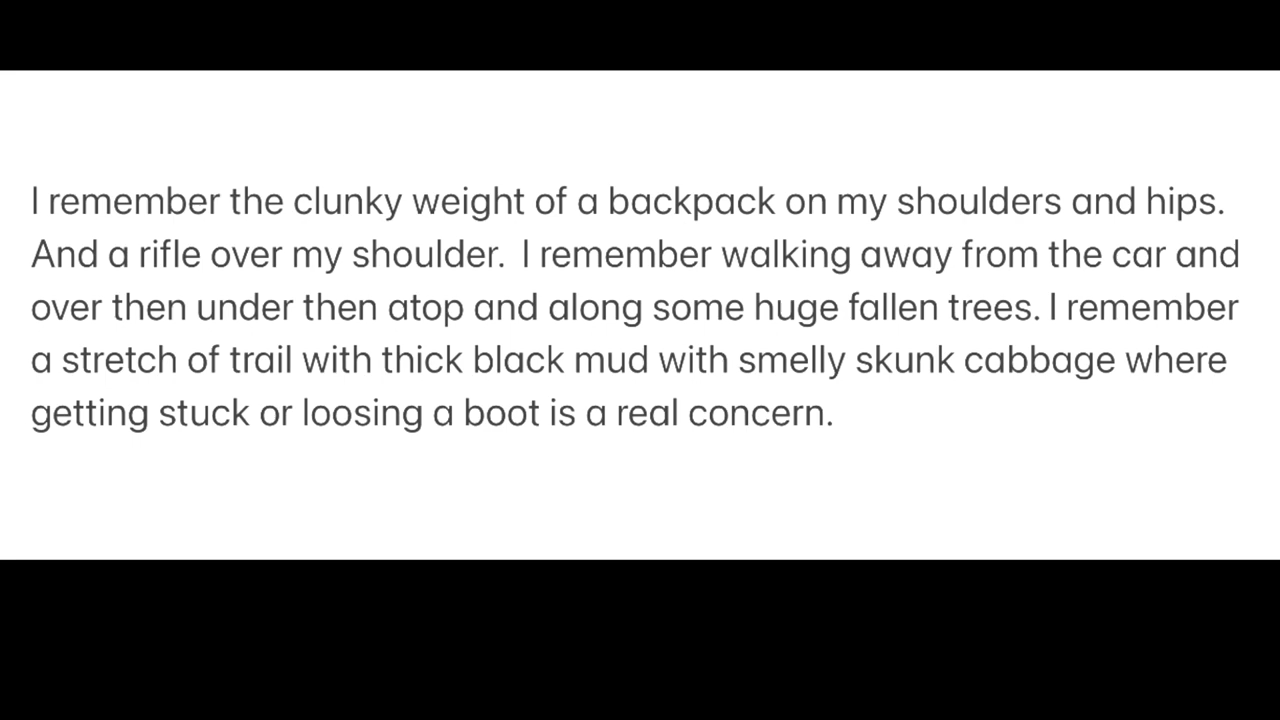 I remember the clunky weight of a backpack on my shoulders and hips.
And a rifle over my shoulder.  I remember walking away from the car and
over then under then atop and along some huge fallen trees. I remember
a stretch of trail with thick black mud with smelly skunk cabbage where
getting stuck or loosing a boot is a real concern.